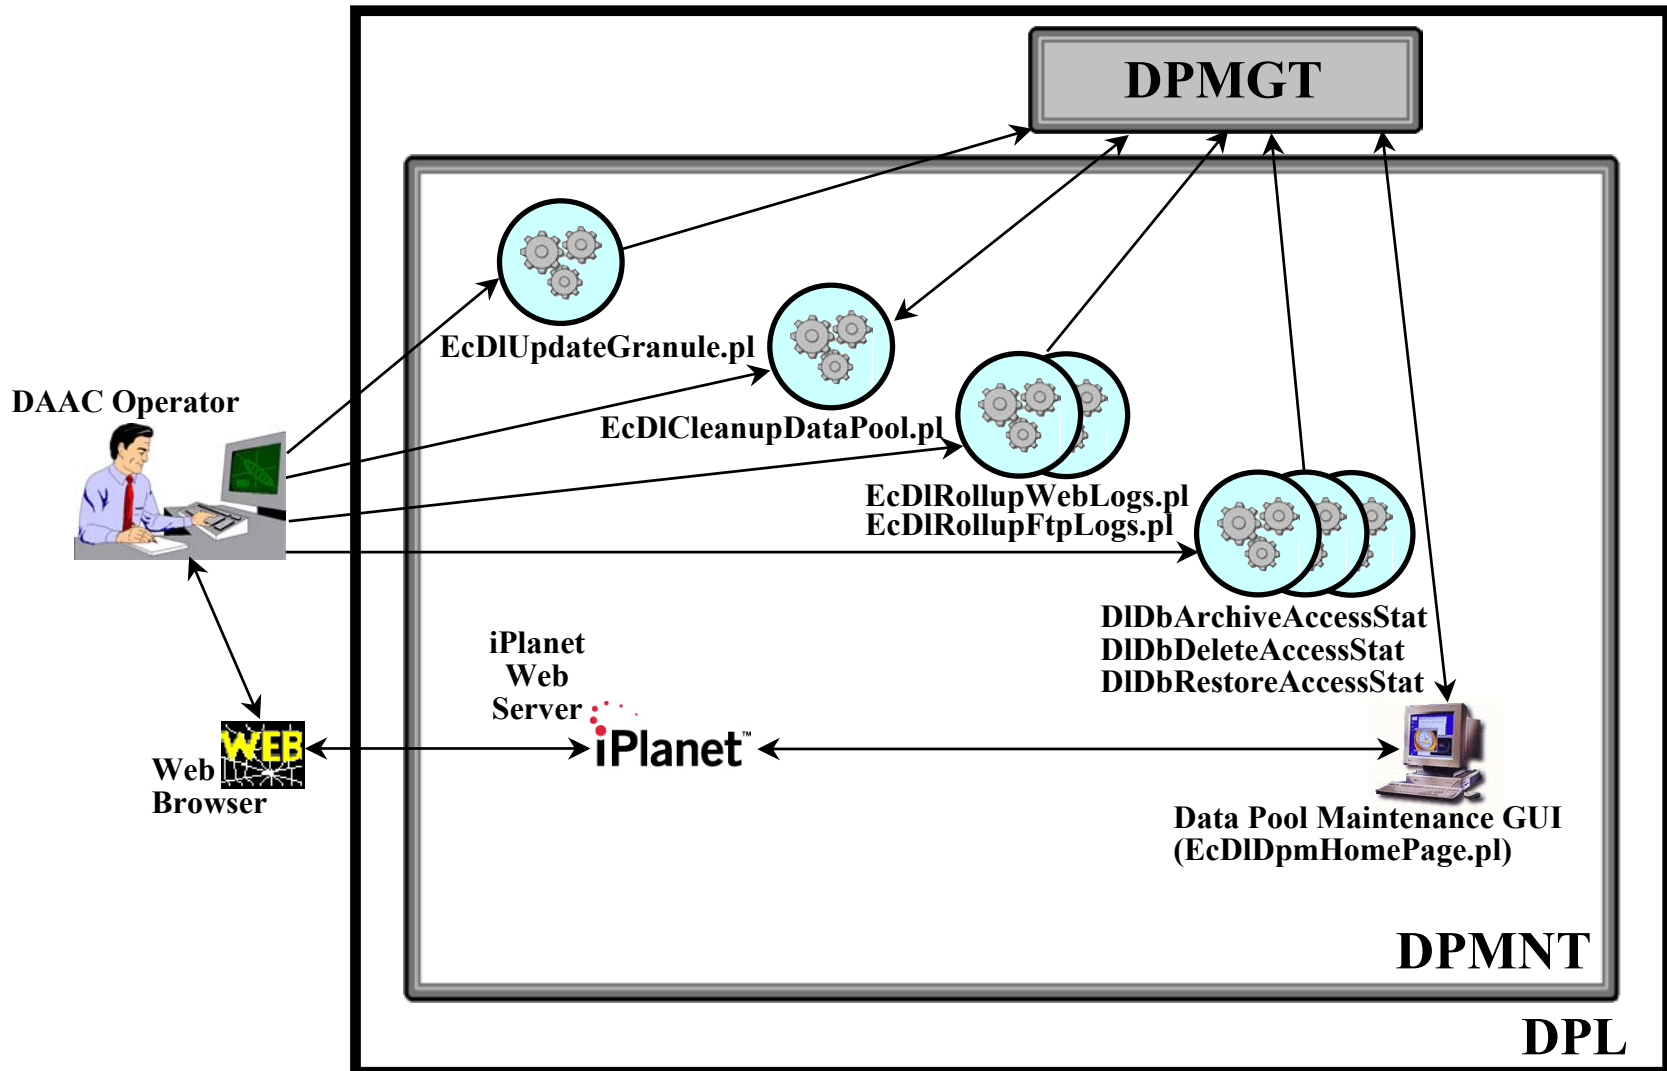 DPMGT
EcDlUpdateGranule.pl
DAAC Operator
EcDlCleanupDataPool.pl
EcDlRollupWebLogs.pl
EcDlRollupFtpLogs.pl
DlDbArchiveAccessStat
DlDbDeleteAccessStat
DlDbRestoreAccessStat
iPlanet
Web
Server
iPlanet™
WEB
Web
Browser
Data Pool Maintenance GUI
(EcDlDpmHomePage.pl)
DPMNT
DPL